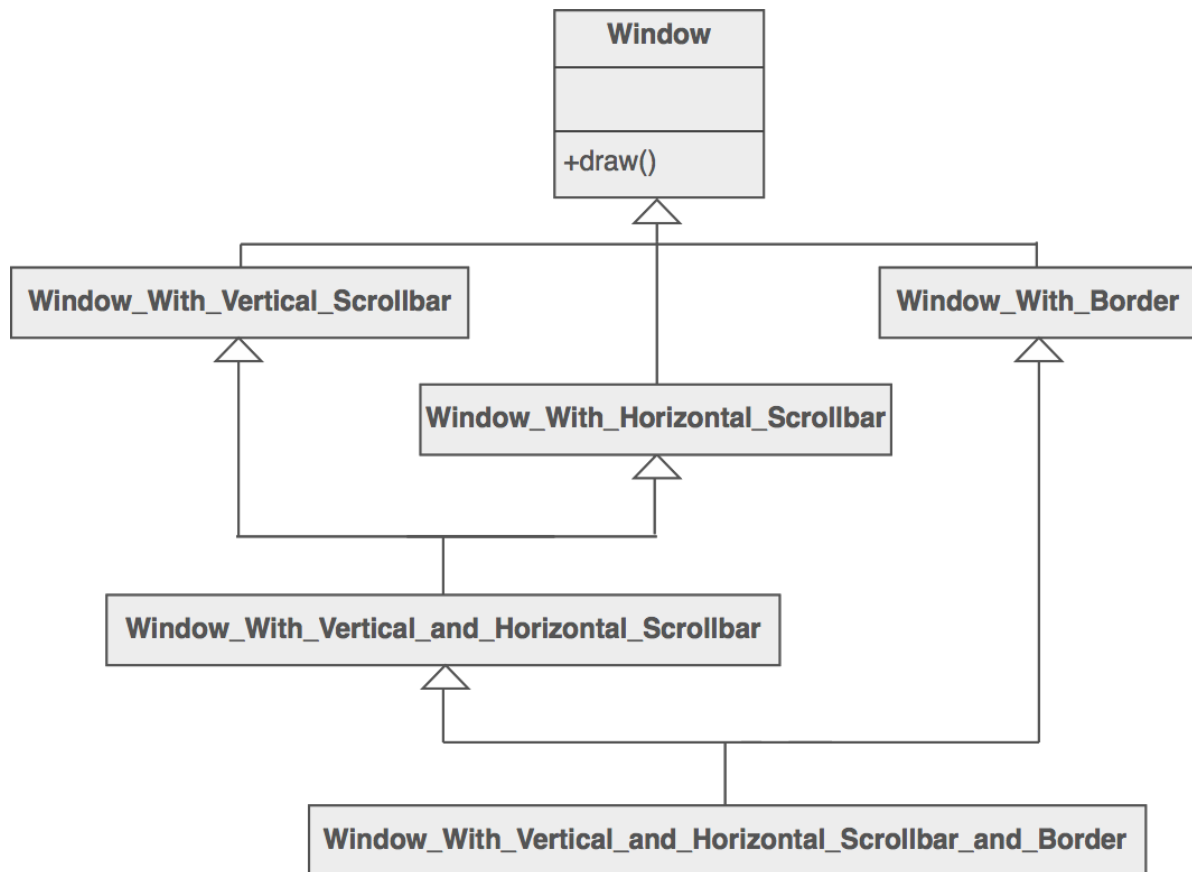 Window
+draw()
Window_With_Vertical_Scrollbar
Window_With_Border
Window_With_Horizontal_Scrollbar
Window_With_Vertical_and_Horizontal_Scrollbar
Window_With_Vertical_and_Horizontal_Scrollbar_and_Border